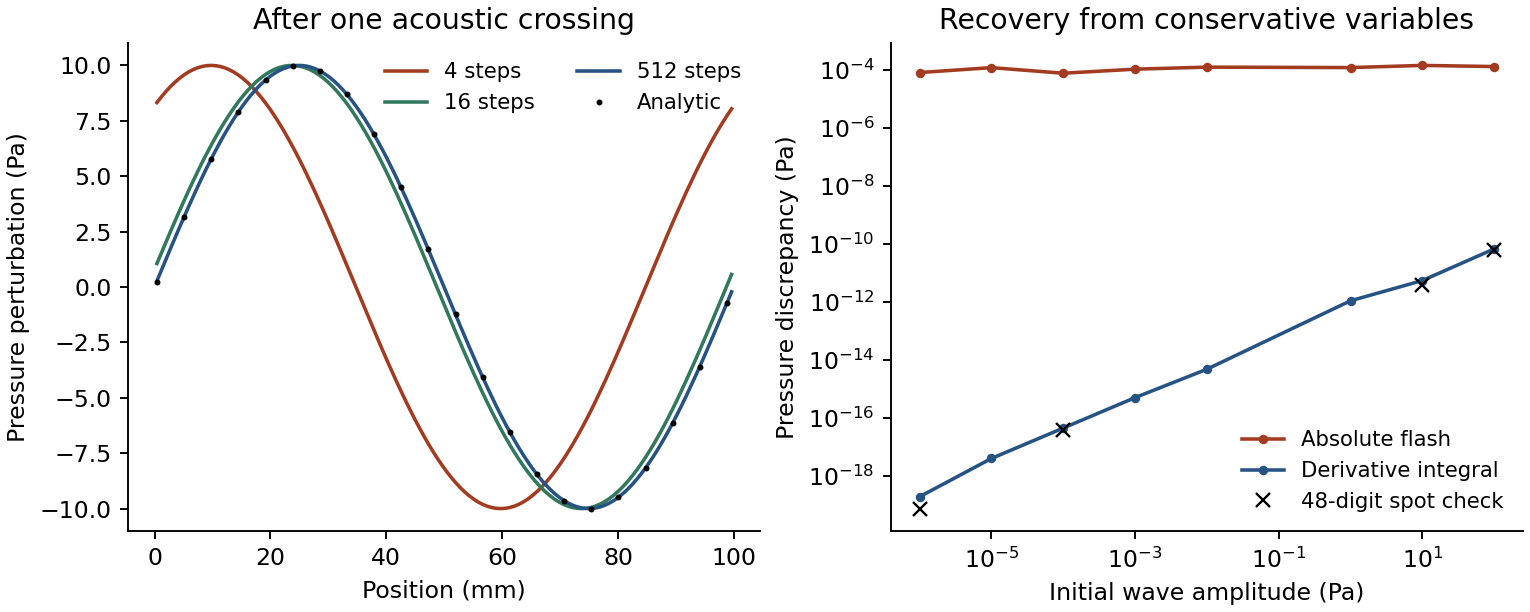 After one acoustic crossing
Pressure perturbation (Pa)
10.0
7.5
5.0
2.5
0.0
−2.5
−5.0
−7.5
−10.0
4 steps
16 steps
512 steps
Analytic
0
20
40
60
80
100
Position (mm)
Recovery from conservative variables
Pressure discrepancy (Pa)
10⁻⁴
10⁻⁶
10⁻⁸
10⁻¹⁰
10⁻¹²
10⁻¹⁴
10⁻¹⁶
10⁻¹⁸
Absolute flash
Derivative integral
48-digit spot check
10⁻⁵
10⁻³
10⁻¹
10¹
Initial wave amplitude (Pa)